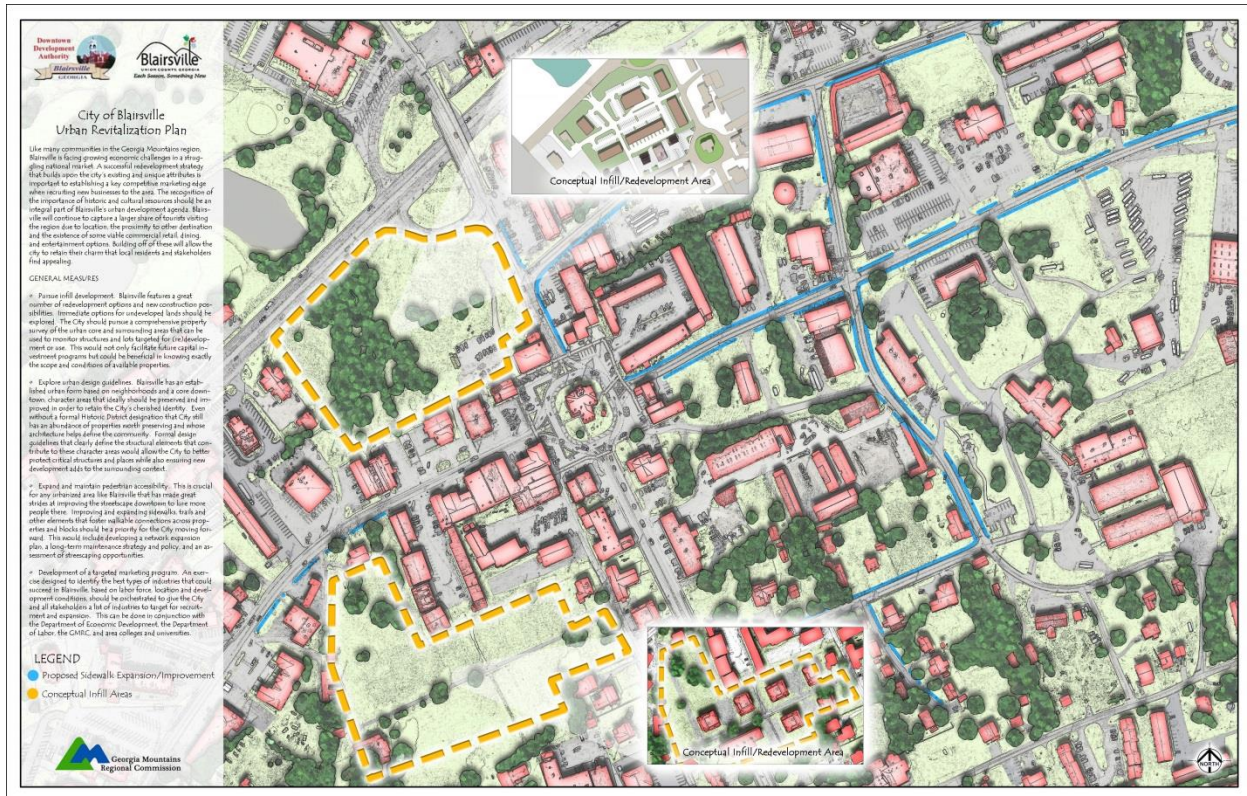 Downtown
Development
Authority
Blairsville
GEORGIA
Blairsville
UNION COUNTY GEORGIA
Each Season, Something New
City of Blairsville
Urban Revitalization Plan
Like many communities in the Georgia Mountains region,
Blairsville is facing growing economic challenges in a strug-
gling national market. A successful redevelopment strategy
that builds upon the city's existing and unique attributes is
important to establishing a key competitive marketing edge
when recruiting new businesses to the area. The recognition of
the importance of historic and cultural resources should be an
integral part of Blairsville's urban development agenda. Blairs-
ville will continue to capture a larger share of tourists visiting
the region due to location, the proximity to other destination
and the existence of some viable commercial retail, dining,
and entertainment options. Building off of these will allow the
city to retain their charm that local residents and stakeholders
find appealing.
GENERAL MEASURES
* Pursue infill development. Blairsville features a great
number of redevelopment options and new construction pos-
sibilities. Immediate options for undeveloped lands should be
explored. The City should pursue a comprehensive property
survey of the urban core and surrounding areas that can be
used to monitor structures and lots targeted for (re)develop-
ment or use. This would not only facilitate future capital in-
vestment programs but could be beneficial in knowing exactly
the scope and conditions of available properties.
* Explore urban design guidelines. Blairsville has an estab-
lished urban form based on neighborhoods and a core down-
town, character areas that ideally should be preserved and im-
proved in order to retain the City's cherished identity. Even
without a formal Historic District designation that City still
has an abundance of properties worth preserving and whose
architecture helps define the community. Formal design
guidelines that clearly define the structural elements that con-
tribute to these character areas would allow the City to better
protect critical structures and places while also ensuring new
development adds to the surrounding context.
* Expand and maintain pedestrian accessibility. This is crucial
for any urbanized area like Blairsville that has made great
strides at improving the streetscape downtown to lure more
people there. Improving and expanding sidewalks, trails and
other elements that foster walkable connections across prop-
erties and blocks should be a priority for the City moving for-
ward. This would include developing a network expansion
plan, a long-term maintenance strategy and policy, and an as-
sessment of streetscaping opportunities.
* Development of a targeted marketing program. An exer-
cise designed to identify the best types of industries that could
succeed in Blairsville, based on labor force, location and devel-
opment conditions, should be orchestrated to give the City
and all stakeholders a list of industries to target for recruit-
ment and expansion. This can be done in conjunction with
the Department of Economic Development, the Department
of Labor, the GMRC, and area colleges and universities.
LEGEND
Proposed Sidewalk Expansion/Improvement
Conceptual Infill Areas
Georgia Mountains
Regional Commission
Conceptual Infill/Redevelopment Area
Conceptual Infill/Redevelopment Area
NORTH